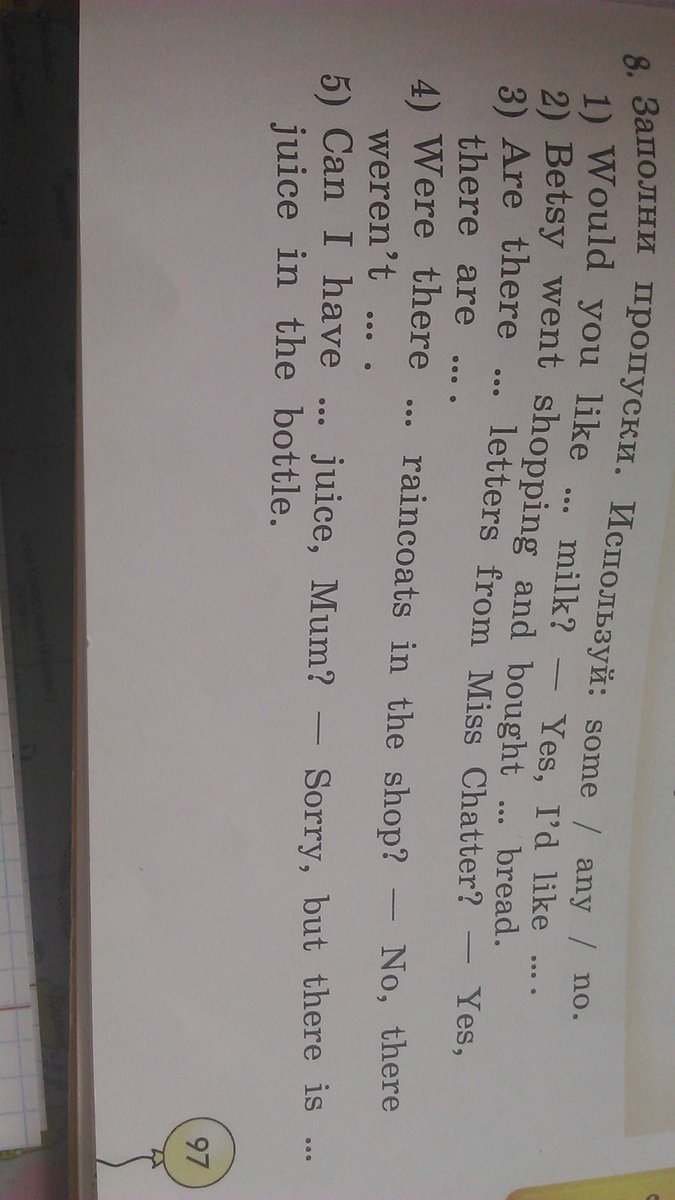 8. Заполни пропуски. Используй: some / any / no.
1) Would you like ... milk? — Yes, I'd like ... .
2) Betsy went shopping and bought ... bread.
3) Are there ... letters from Miss Chatter? — Yes,
there are ... .
4) Were there ... raincoats in the shop? — No, there
weren't ... .
5) Can I have ... juice, Mum? — Sorry, but there is ...
juice in the bottle.
97